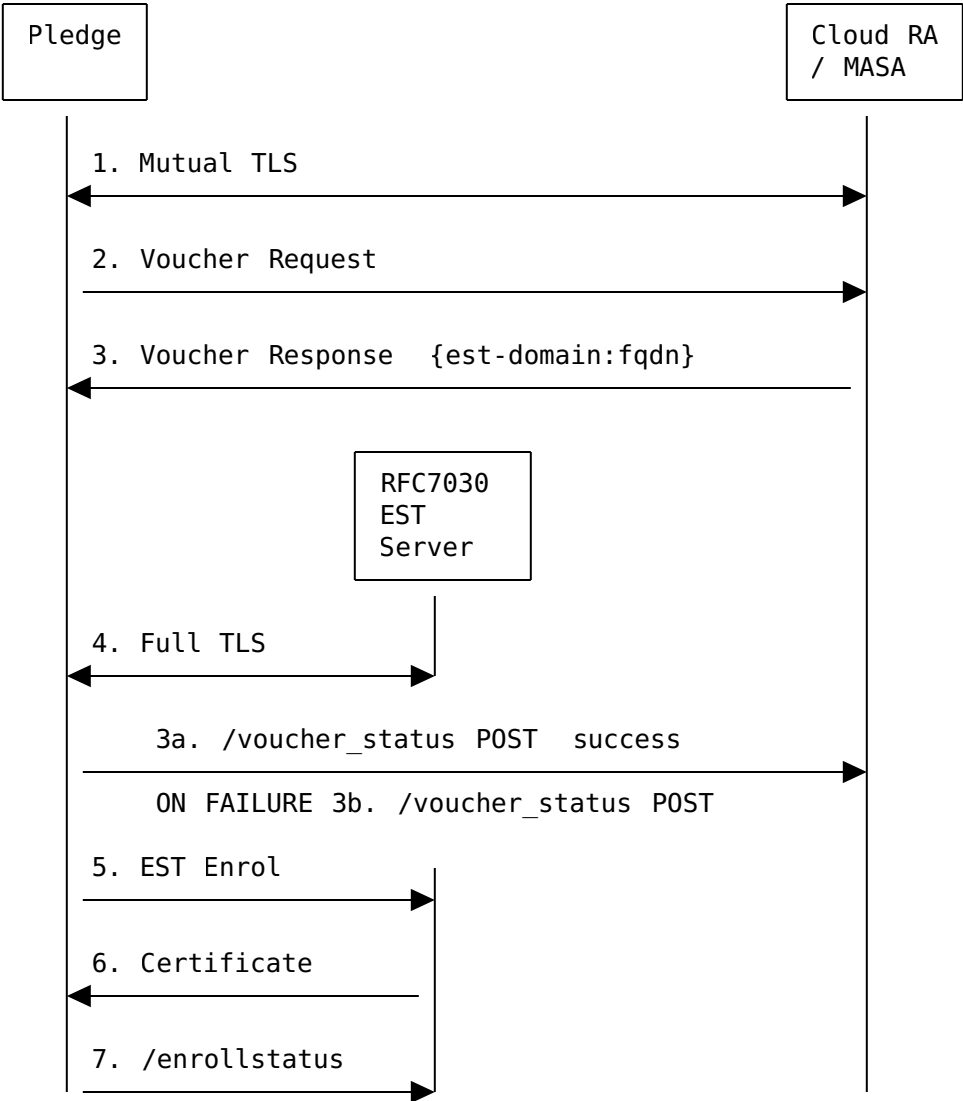 Pledge
Cloud RA
/ MASA
1. Mutual TLS
2. Voucher Request
3. Voucher Response {est-domain:fqdn}
RFC7030
EST
Server
4. Full TLS
3a. /voucher_status POST success
ON FAILURE 3b. /voucher_status POST
5. EST Enrol
6. Certificate
7. /enrollstatus